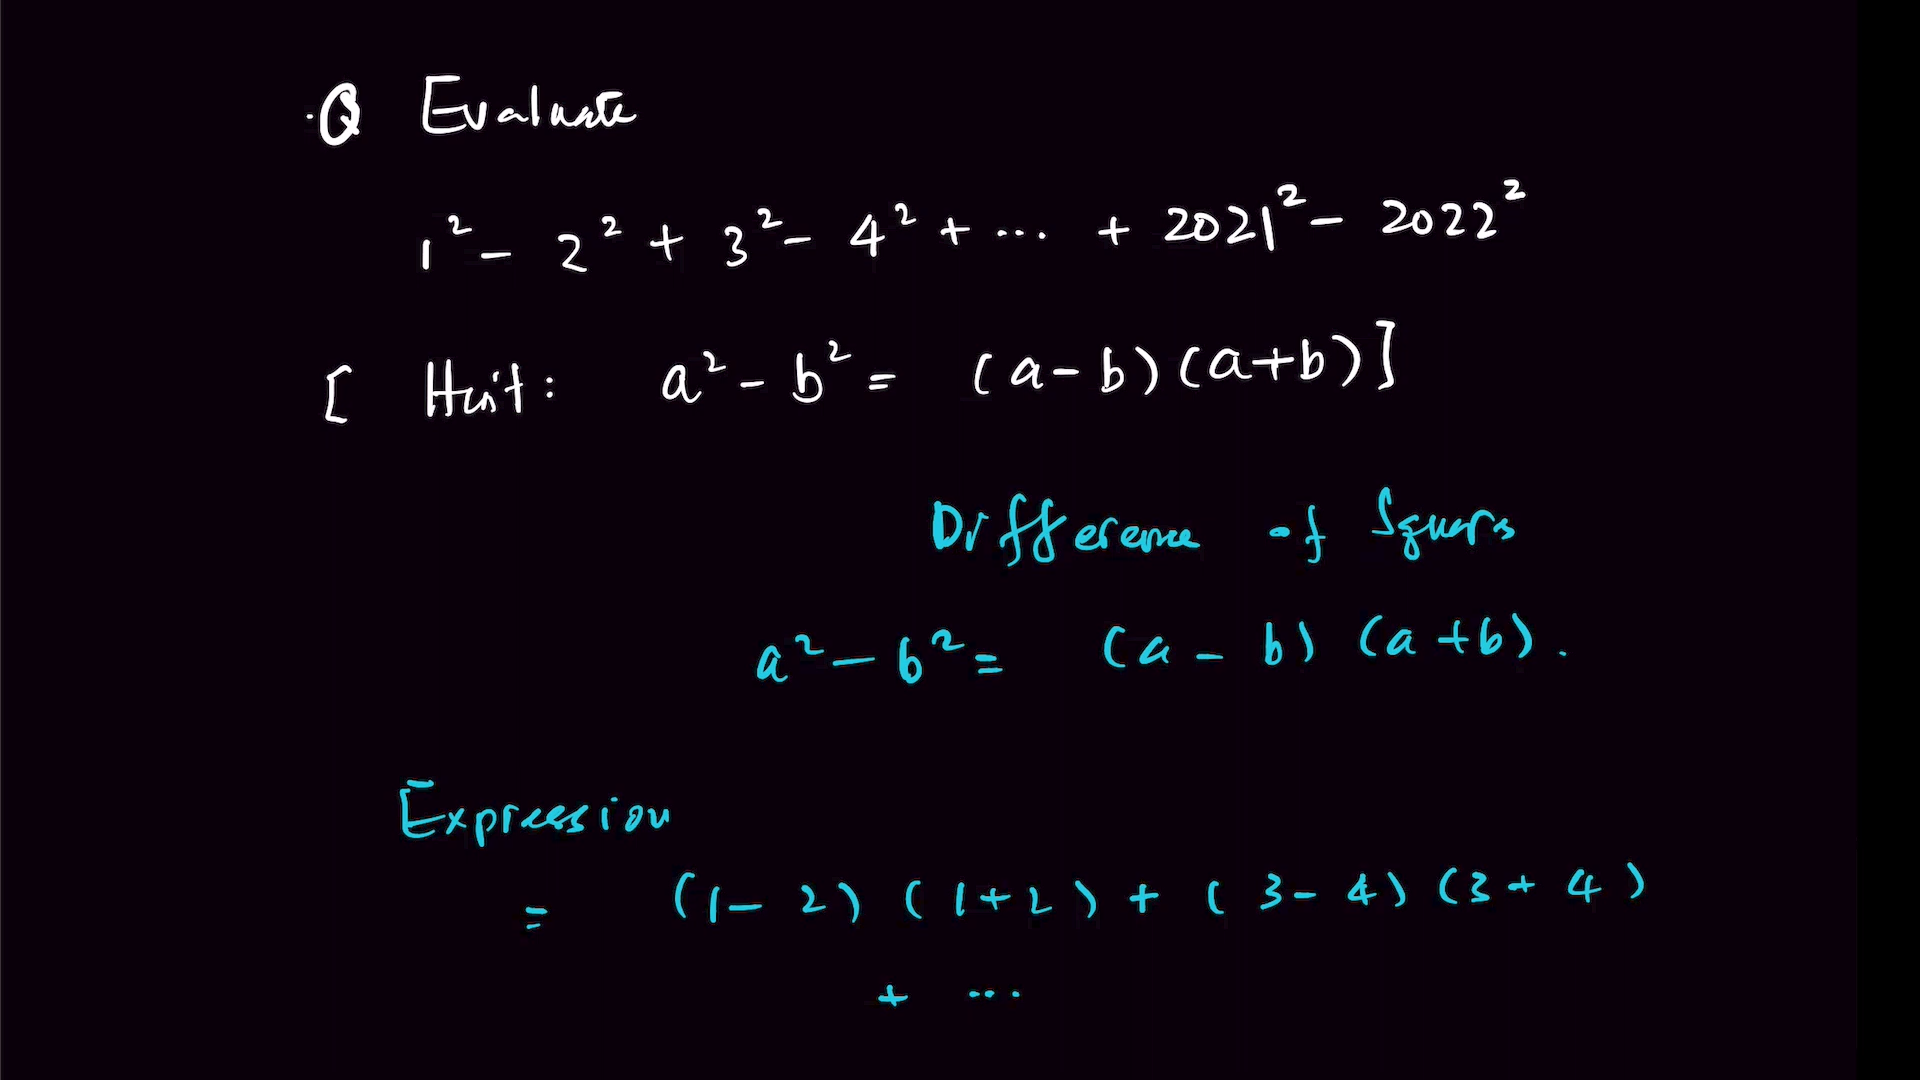 Q Evaluate
1² - 2² + 3² - 4² + ... + 2021² - 2022²
[ Hint: a² - b² = (a-b)(a+b)]
Difference of Squares
a² - b² = (a - b) (a+b).
Expression
= (1- 2) (1+2) + (3- 4) (3+ 4)
+ ...